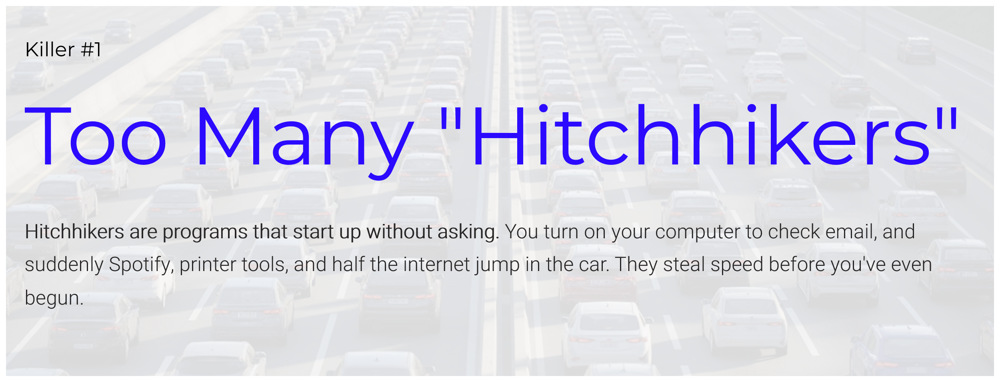 Killer #1
Too Many "Hitchhikers"
Hitchhikers are programs that start up without asking. You turn on your computer to check email, and
suddenly Spotify, printer tools, and half the internet jump in the car. They steal speed before you've even
begun.